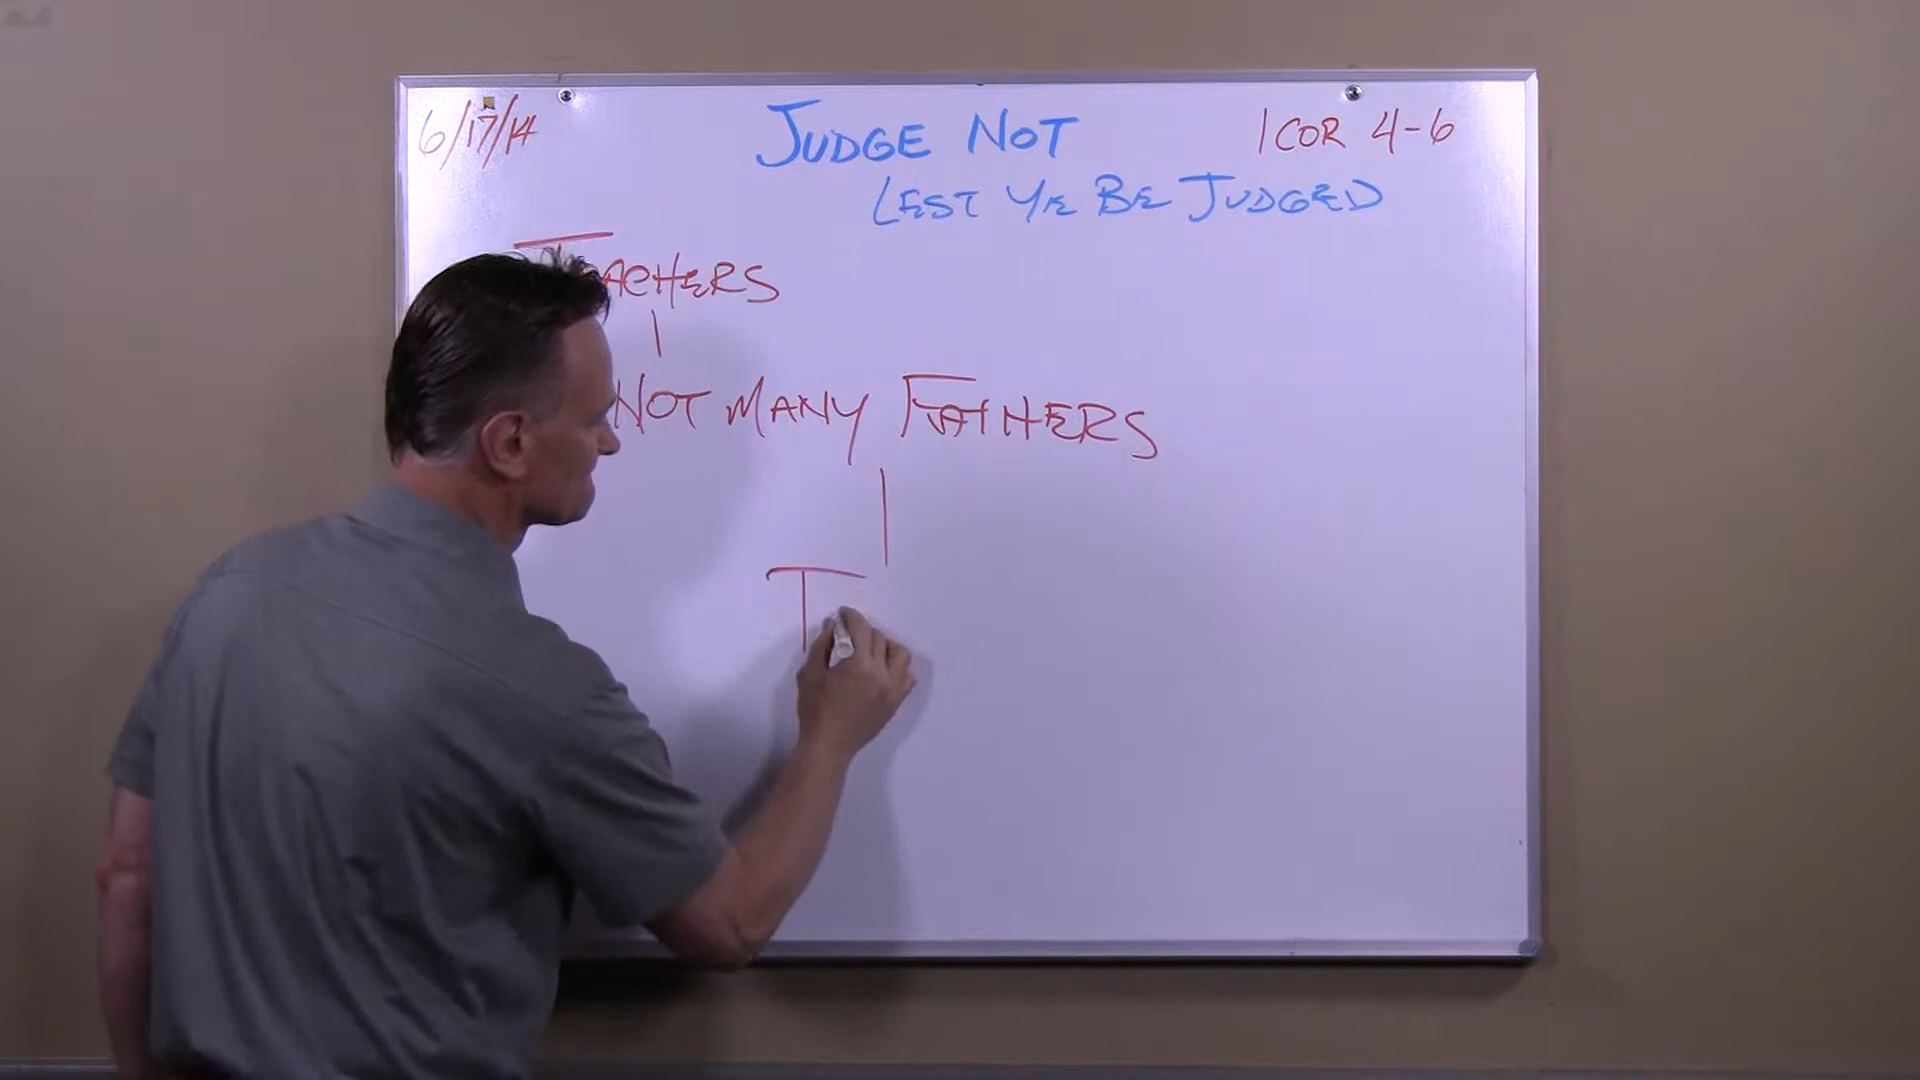 6/17/14
JUDGE NOT
1 COR 4-6
LEST YE BE JUDGED
TEACHERS
NOT MANY FATHERS
T